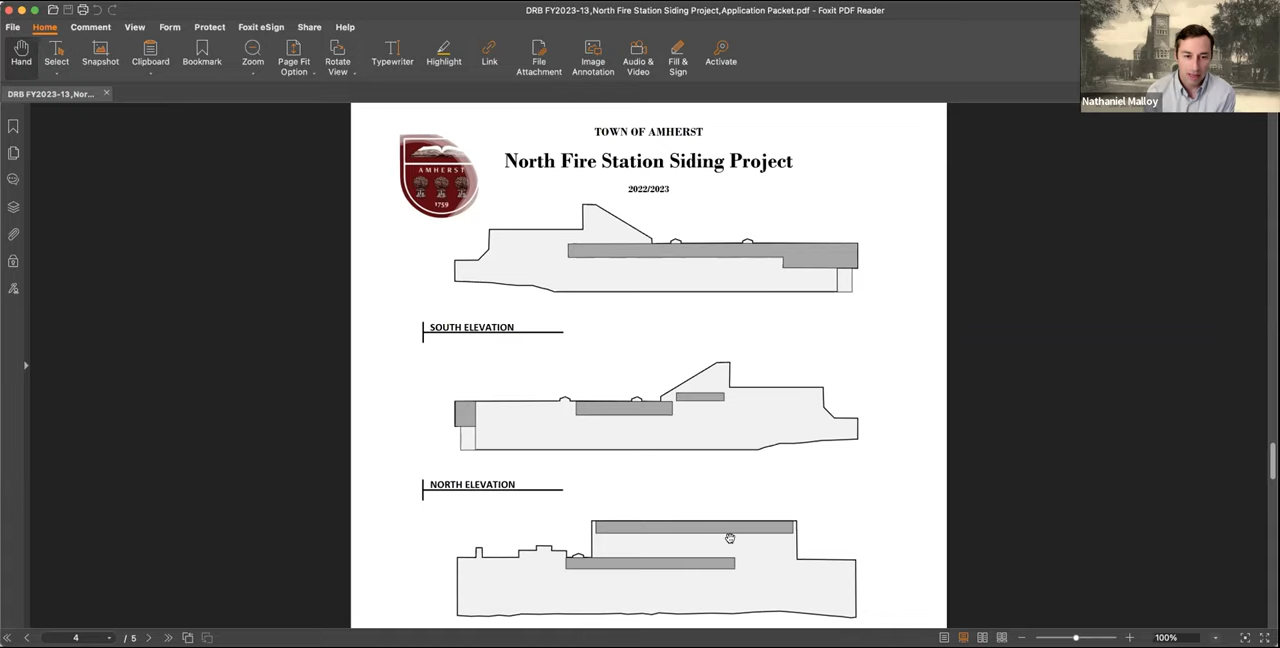 DRB FY2023-13,North Fire Station Siding Project,Application Packet.pdf - Foxit PDF Reader
File Home Comment View Form Protect Foxit eSign Share Help
Hand Select Snapshot Clipboard Bookmark Zoom Page Fit Option Rotate View Typewriter Highlight Link File Attachment Image Annotation Audio & Video Fill & Sign Activate
Nathaniel Malloy
DRB FY2023-13,Nor...
TOWN OF AMHERST
North Fire Station Siding Project
2022/2023
AMHERST
1759
SOUTH ELEVATION
NORTH ELEVATION
4 / 5 100%